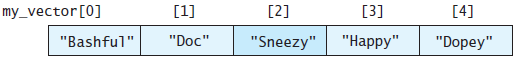 my_vector[0] [1] [2] [3] [4]
"Bashful" "Doc" "Sneezy" "Happy" "Dopey"